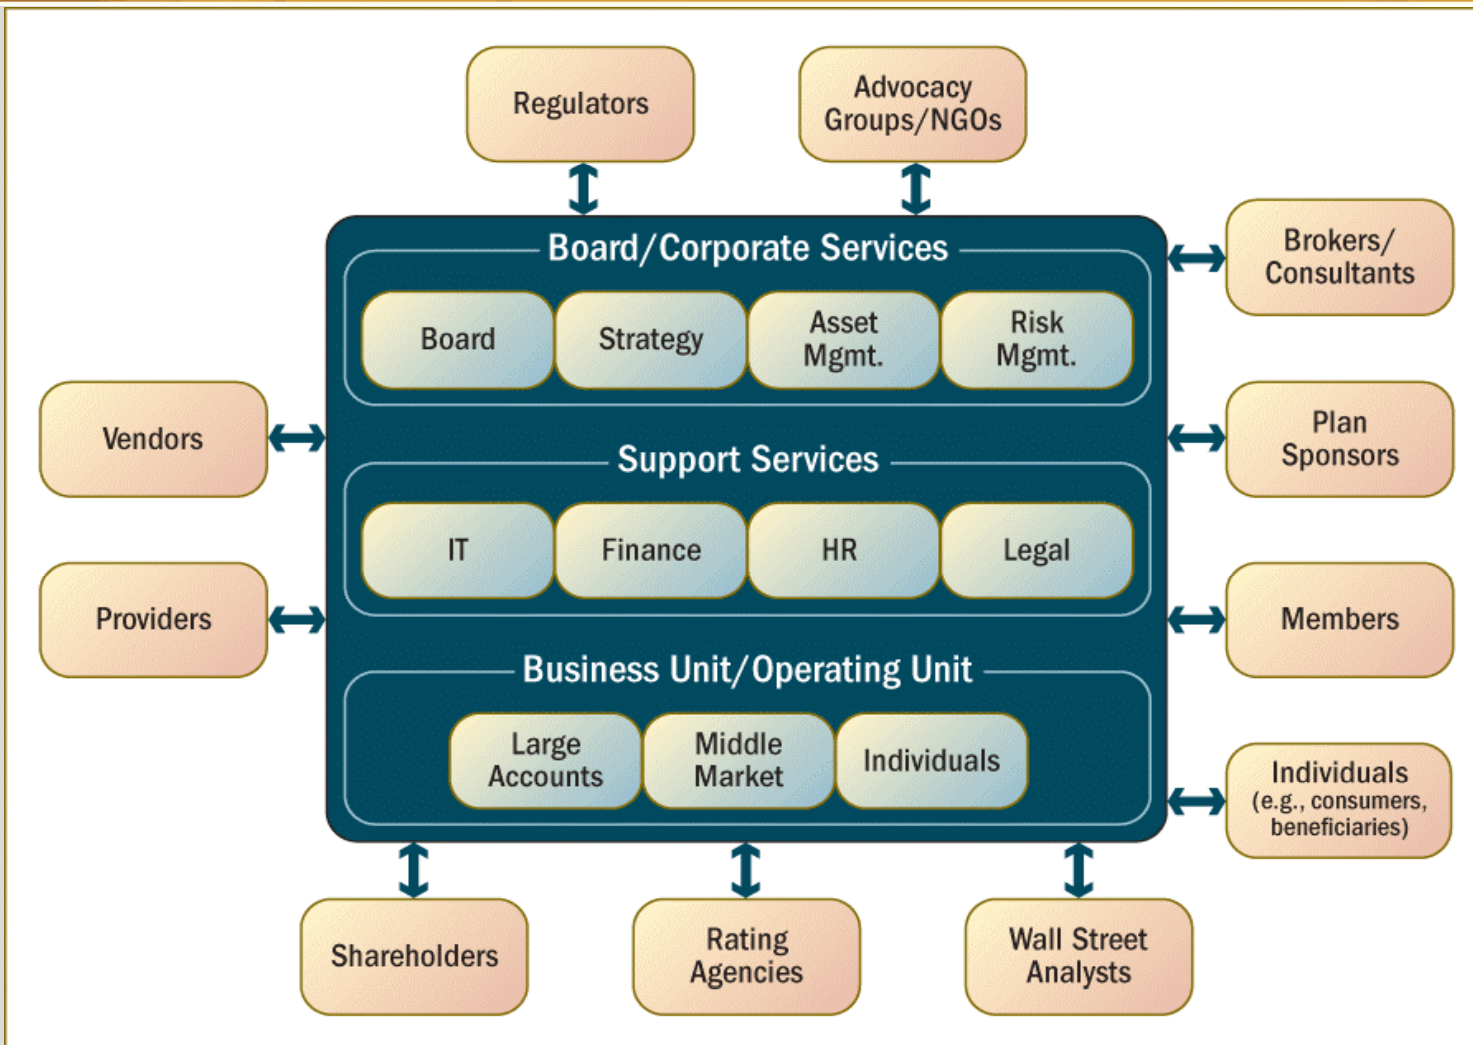 Regulators
Advocacy
Groups/NGOs
Board/Corporate Services
Brokers/
Consultants
Board
Strategy
Asset
Mgmt.
Risk
Mgmt.
Vendors
Plan
Sponsors
Support Services
IT
Finance
HR
Legal
Providers
Members
Business Unit/Operating Unit
Large
Accounts
Middle
Market
Individuals
Individuals
(e.g., consumers,
beneficiaries)
Shareholders
Rating
Agencies
Wall Street
Analysts